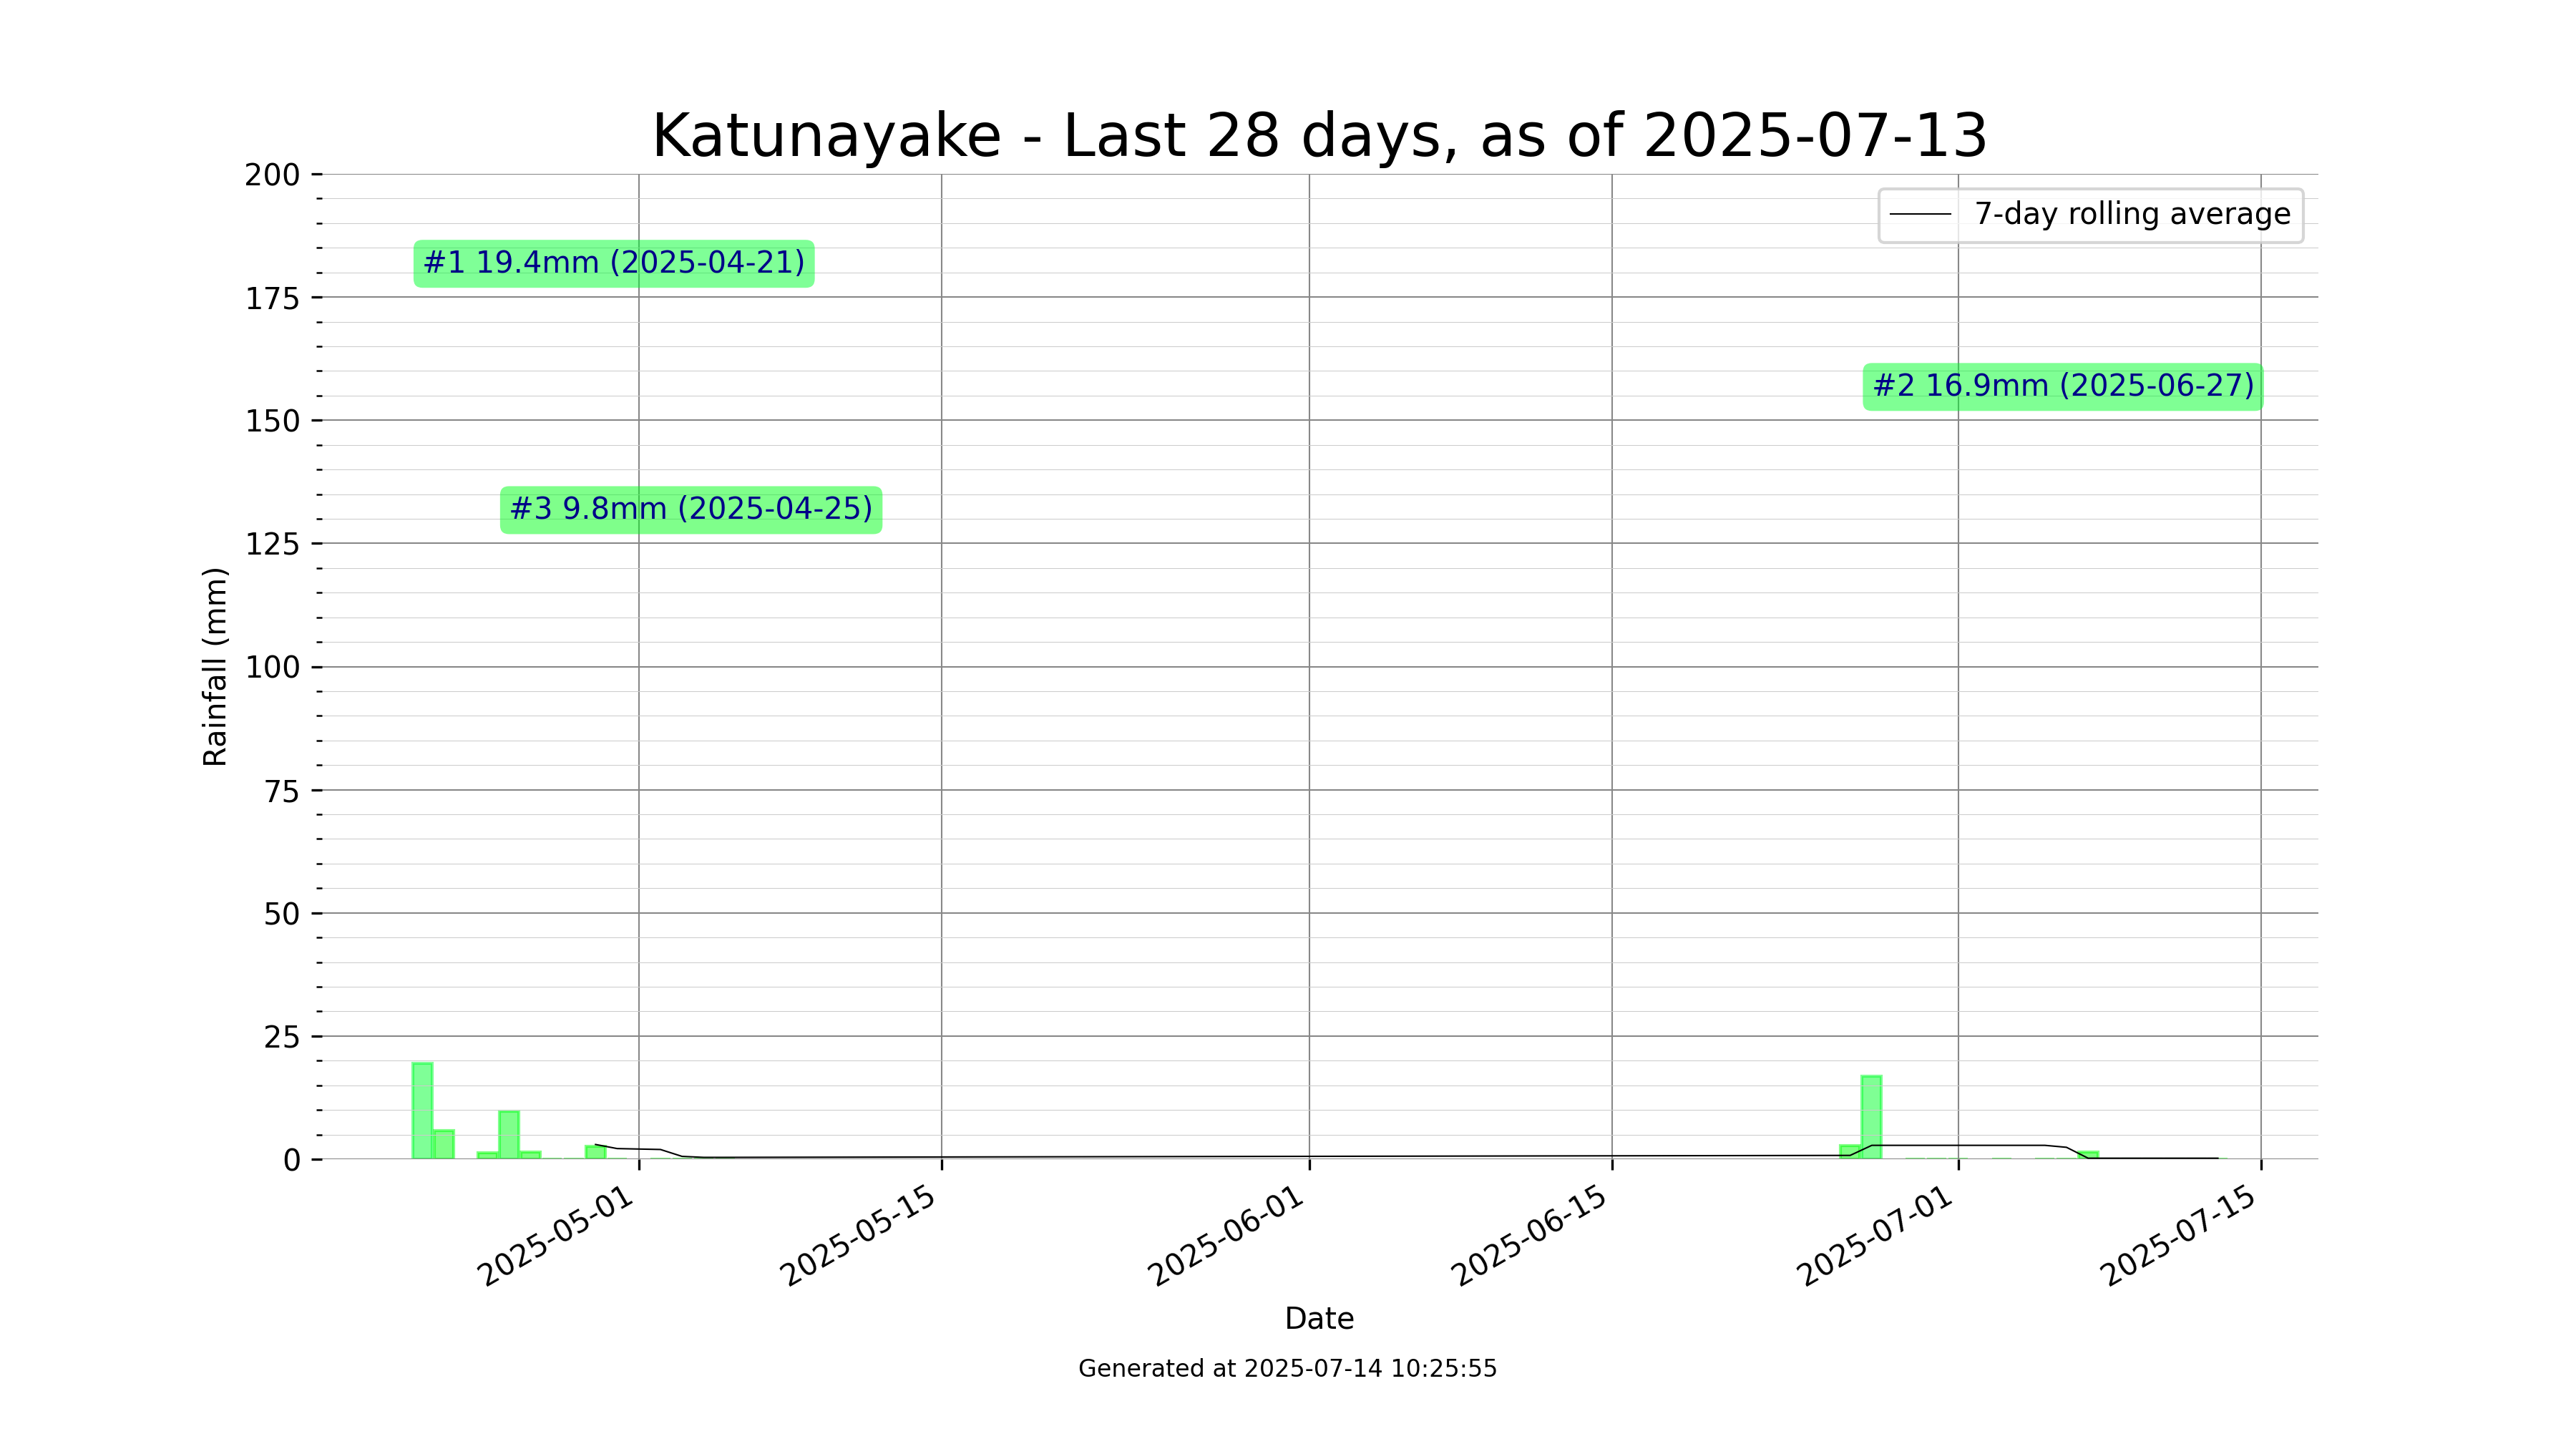 Katunayake - Last 28 days, as of 2025-07-13
200
175
150
125
100
75
50
25
0
Rainfall (mm)
7-day rolling average
#1 19.4mm (2025-04-21)
#2 16.9mm (2025-06-27)
#3 9.8mm (2025-04-25)
2025-05-01
2025-05-15
2025-06-01
2025-06-15
2025-07-01
2025-07-15
Date
Generated at 2025-07-14 10:25:55